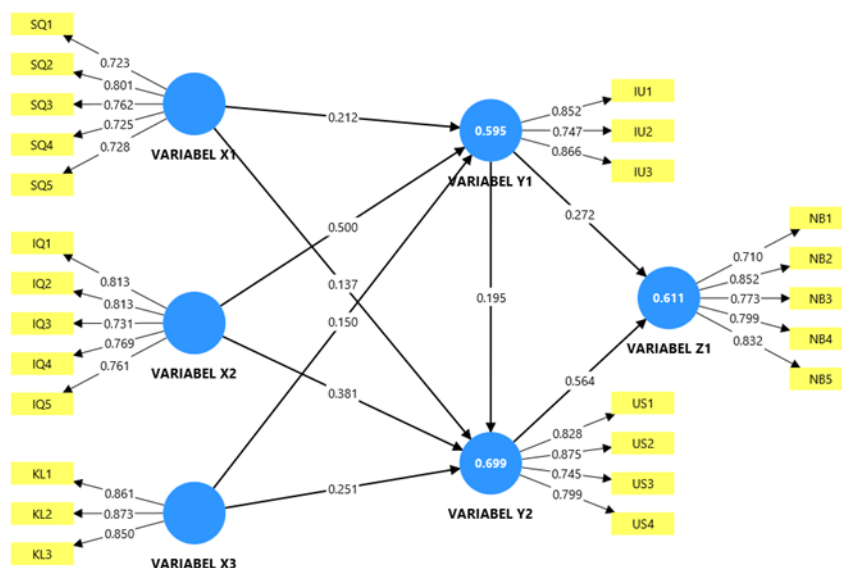 SQ1
SQ2
SQ3
SQ4
SQ5
0.723
0.801
0.762
0.725
0.728
VARIABEL X1
IQ1
IQ2
IQ3
IQ4
IQ5
0.813
0.813
0.731
0.769
0.761
VARIABEL X2
KL1
KL2
KL3
0.861
0.873
0.850
VARIABEL X3
0.212
0.500
0.137
0.150
0.381
0.251
0.595
VARIABEL Y1
0.852
0.747
0.866
IU1
IU2
IU3
0.195
0.272
0.564
0.699
VARIABEL Y2
0.828
0.875
0.745
0.799
US1
US2
US3
US4
0.611
VARIABEL Z1
0.710
0.852
0.773
0.799
0.832
NB1
NB2
NB3
NB4
NB5